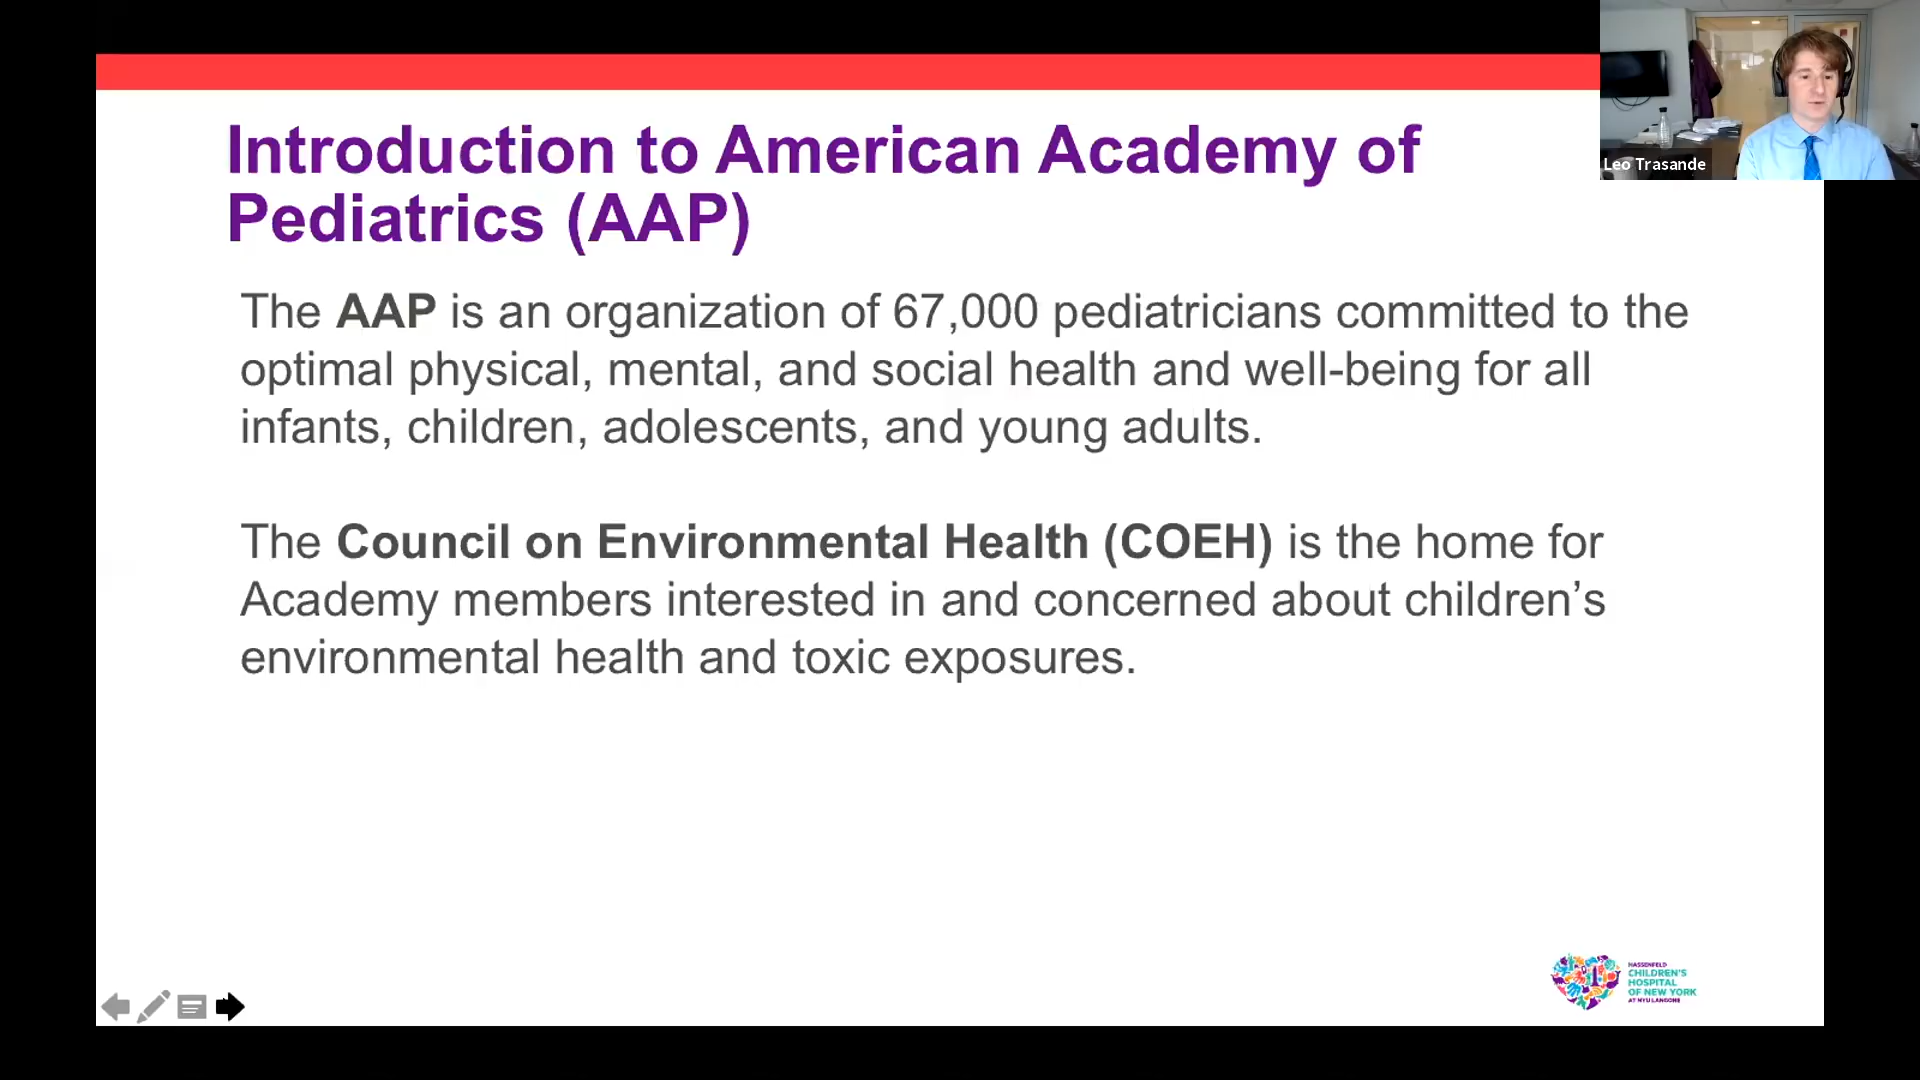 Introduction to American Academy of
Pediatrics (AAP)
The AAP is an organization of 67,000 pediatricians committed to the
optimal physical, mental, and social health and well-being for all
infants, children, adolescents, and young adults.
The Council on Environmental Health (COEH) is the home for
Academy members interested in and concerned about children’s
environmental health and toxic exposures.
Leo Trasande
HASSENFELD
CHILDREN'S
HOSPITAL
OF NEW YORK
AT NYU LANGONE